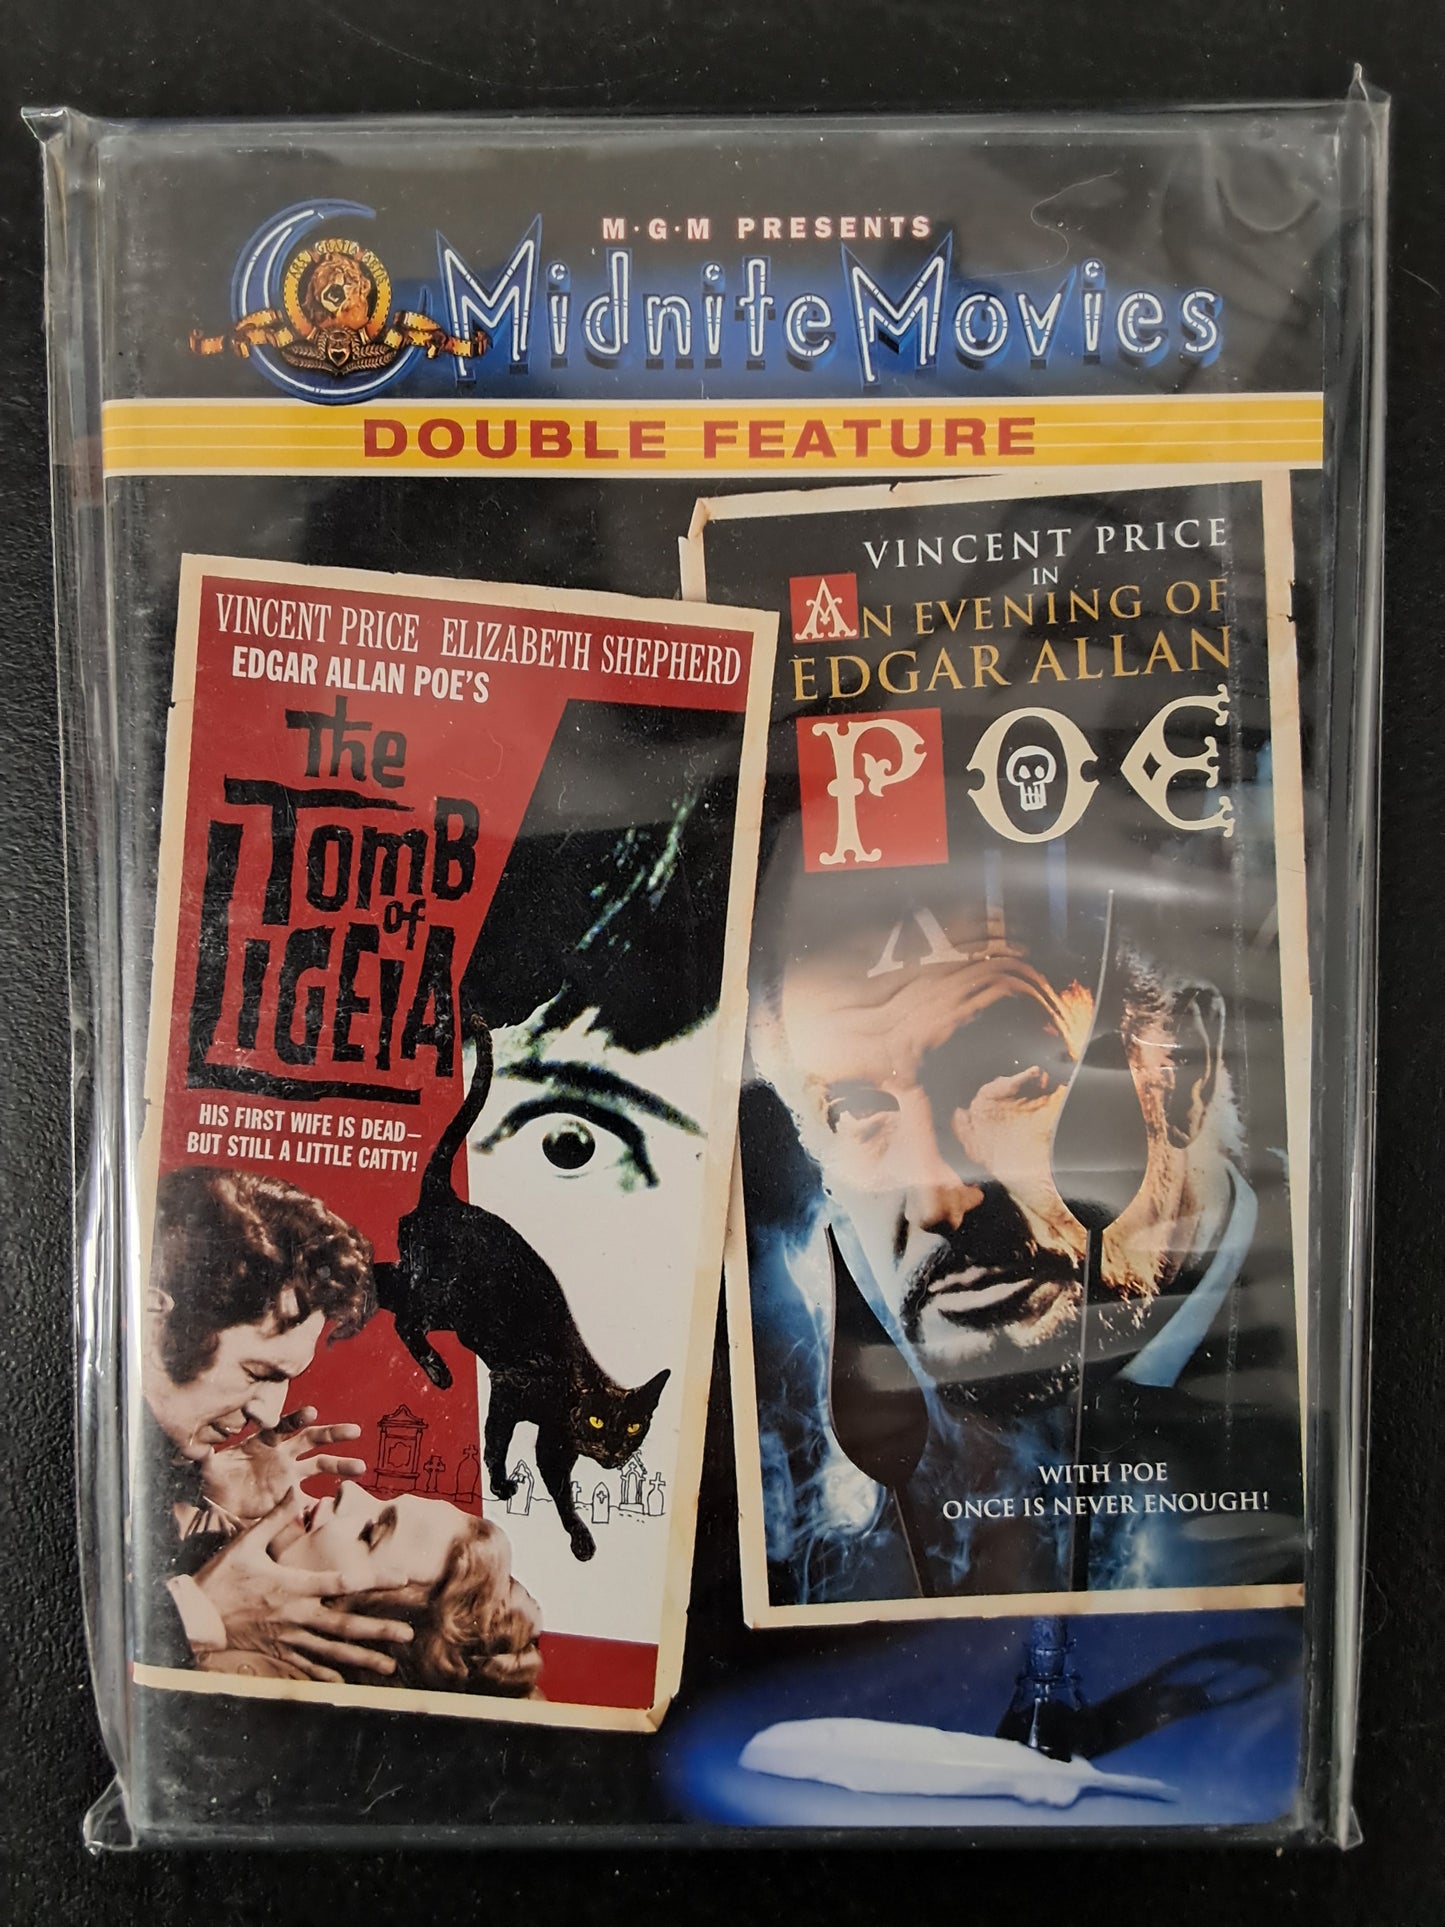 M·G·M PRESENTS
Midnite Movies
DOUBLE FEATURE
VINCENT PRICE ELIZABETH SHEPHERD
EDGAR ALLAN POE'S
the
TOMB
OF
LIGEIA
HIS FIRST WIFE IS DEAD—
BUT STILL A LITTLE CATTY!
VINCENT PRICE
IN
AN EVENING OF
EDGAR ALLAN
POE
WITH POE
ONCE IS NEVER ENOUGH!